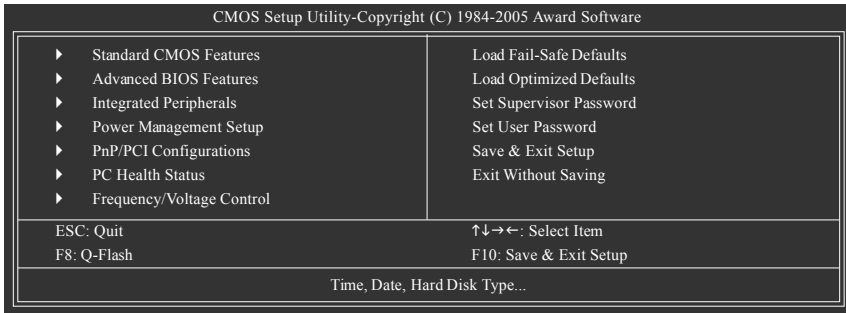 CMOS Setup Utility-Copyright (C) 1984-2005 Award Software
Standard CMOS Features
Advanced BIOS Features
Integrated Peripherals
Power Management Setup
PnP/PCI Configurations
PC Health Status
Frequency/Voltage Control
Load Fail-Safe Defaults
Load Optimized Defaults
Set Supervisor Password
Set User Password
Save & Exit Setup
Exit Without Saving
ESC: Quit
↑↓→←: Select Item
F8: Q-Flash
F10: Save & Exit Setup
Time, Date, Hard Disk Type...